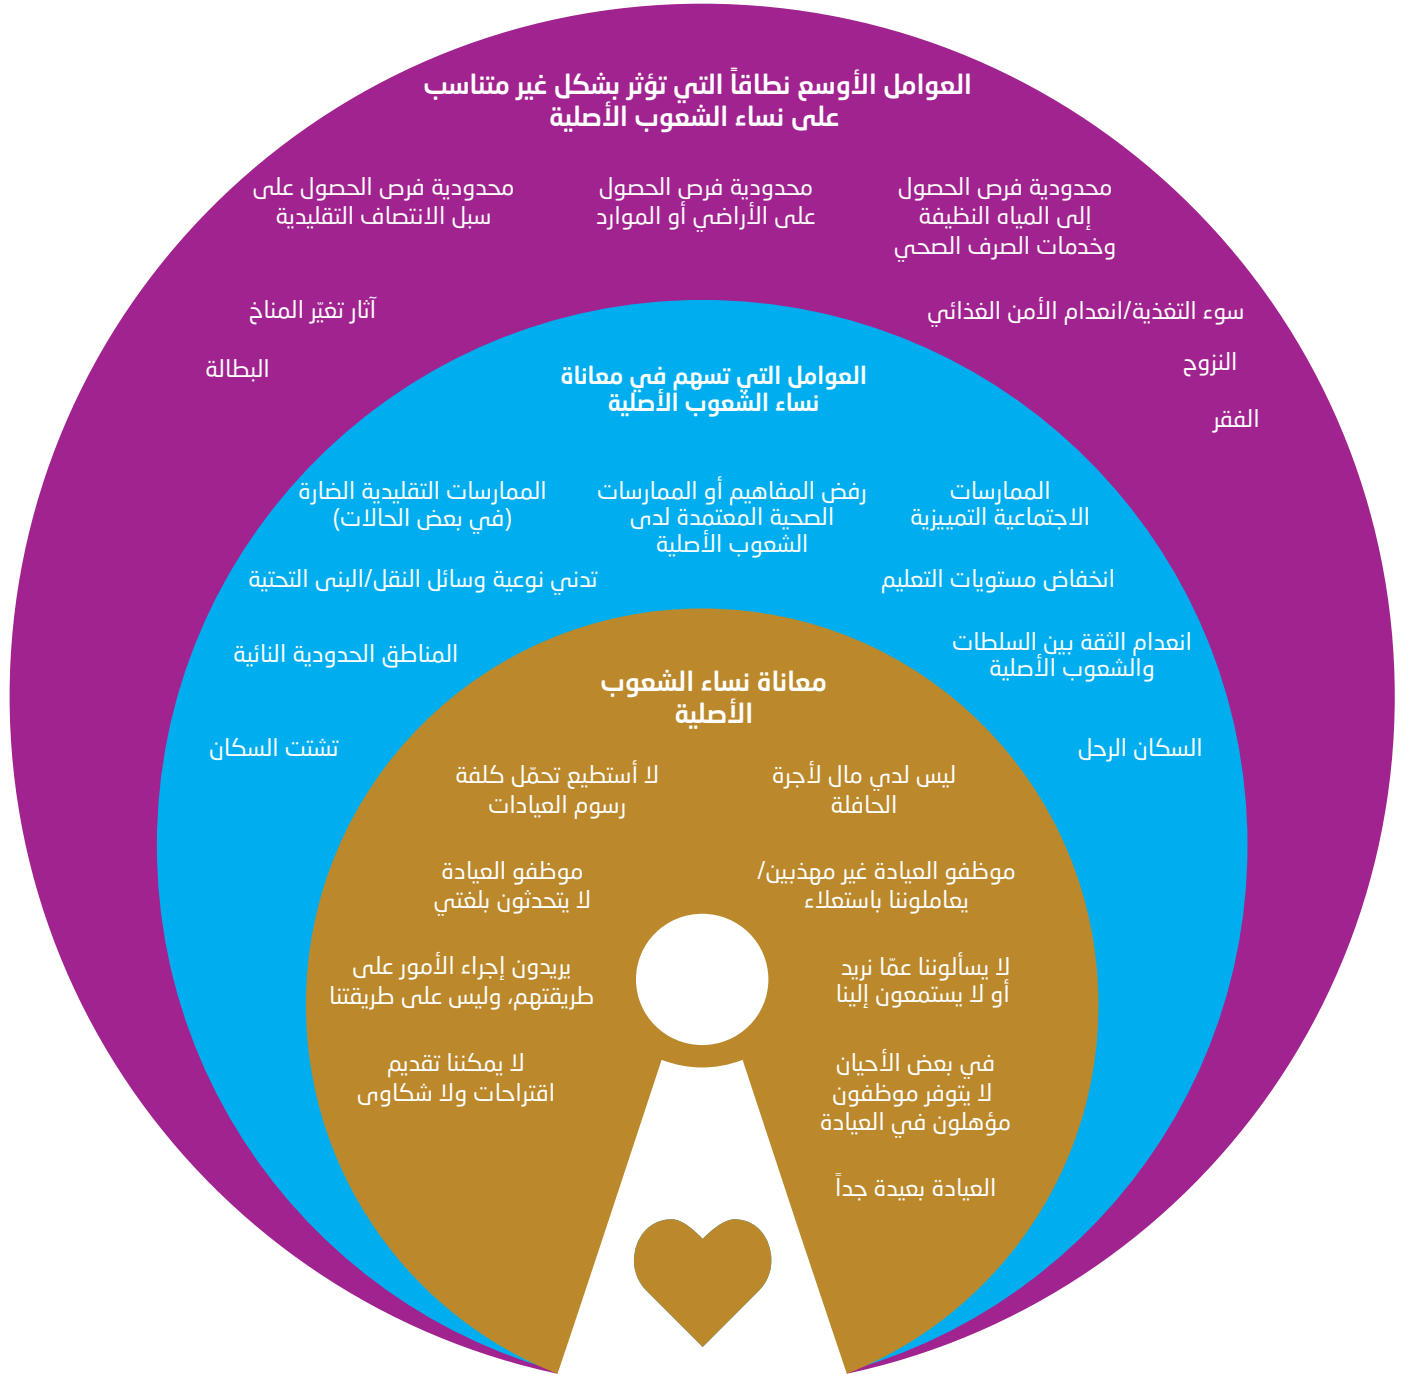 العوامل الأوسع نطاقاً التي تؤثر بشكل غير متناسب
على نساء الشعوب الأصلية
محدودية فرص الحصول
إلى المياه النظيفة
وخدمات الصرف الصحي
محدودية فرص الحصول
على الأراضي أو الموارد
محدودية فرص الحصول على
سبل الانتصاف التقليدية
سوء التغذية/انعدام الأمن الغذائي
آثار تغيّر المناخ
النزوح
البطالة
الفقر
العوامل التي تسهم في معاناة
نساء الشعوب الأصلية
الممارسات
الاجتماعية التمييزية
رفض المفاهيم أو الممارسات
الصحية المعتمدة لدى
الشعوب الأصلية
الممارسات التقليدية الضارة
(في بعض الحالات)
انخفاض مستويات التعليم
تدني نوعية وسائل النقل/البنى التحتية
انعدام الثقة بين السلطات
والشعوب الأصلية
المناطق الحدودية النائية
السكان الرحل
تشتت السكان
معاناة نساء الشعوب
الأصلية
ليس لدي مال لأجرة
الحافلة
لا أستطيع تحمّل كلفة
رسوم العيادات
موظفو العيادة غير مهذبين/
يعاملوننا باستعلاء
موظفو العيادة
لا يتحدثون بلغتي
لا يسألوننا عمّا نريد
أو لا يستمعون إلينا
يريدون إجراء الأمور على
طريقتهم، وليس على طريقتنا
في بعض الأحيان
لا يتوفر موظفون
مؤهلون في العيادة
لا يمكننا تقديم
اقتراحات ولا شكاوى
العيادة بعيدة جداً